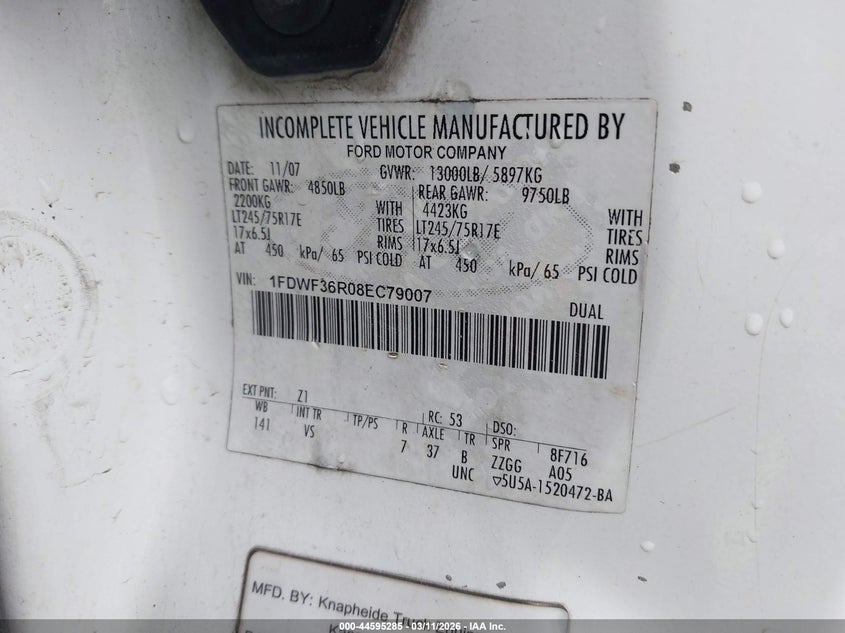 INCOMPLETE VEHICLE MANUFACTURED BY
FORD MOTOR COMPANY
DATE: 11/07 GVWR: 13000LB/ 5897KG
FRONT GAWR: 4850LB REAR GAWR: 9750LB
2200KG WITH 4423KG WITH
LT245/75R17E TIRES LT245/75R17E TIRES
17x6.5J RIMS 17x6.5J RIMS
AT 450 kPa/ 65 PSI COLD AT 450 kPa/ 65 PSI COLD
VIN: 1FDWF36R08EC79007
DUAL
EXT PNT: Z1 RC: 53 DSO:
WB INT TR TP/PS R AXLE TR SPR 8F716
141 VS 7 37 B ZZGG A05
UNC ▽5U5A-1520472-BA
MFD. BY: Knapheide
000-44595285 - 03/11/2026 - IAA Inc.